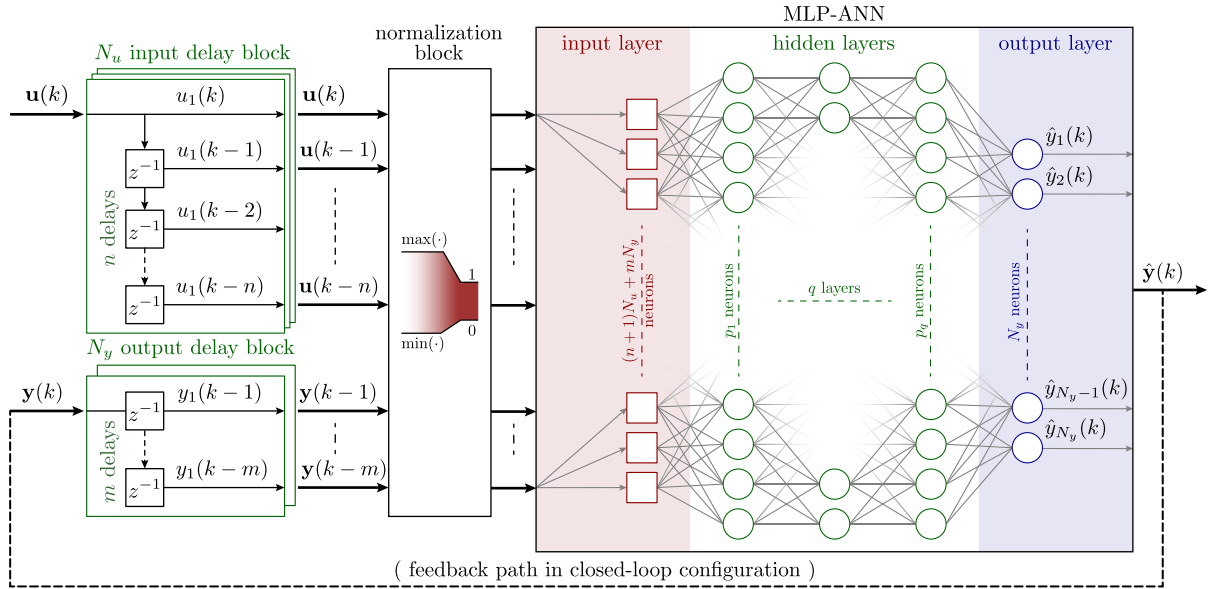 MLP-ANN
normalization
block
N_u input delay block
input layer
hidden layers
output layer
u(k)
u_1(k)
u(k)
z^{-1}
u_1(k − 1)
u(k−1)
z^{-1}
u_1(k − 2)
n delays
z^{-1}
u_1(k − n)
u(k−n)
max(·)
1
0
min(·)
(n + 1)N_u + mN_y
neurons
p_1 neurons
q layers
p_q neurons
N_y neurons
ŷ_1(k)
ŷ_2(k)
ŷ(k)
N_y output delay block
y(k)
z^{-1}
y_1(k − 1)
y(k−1)
m delays
z^{-1}
y_1(k − m)
y(k−m)
ŷ_{N_y−1}(k)
ŷ_{N_y}(k)
( feedback path in closed-loop configuration )